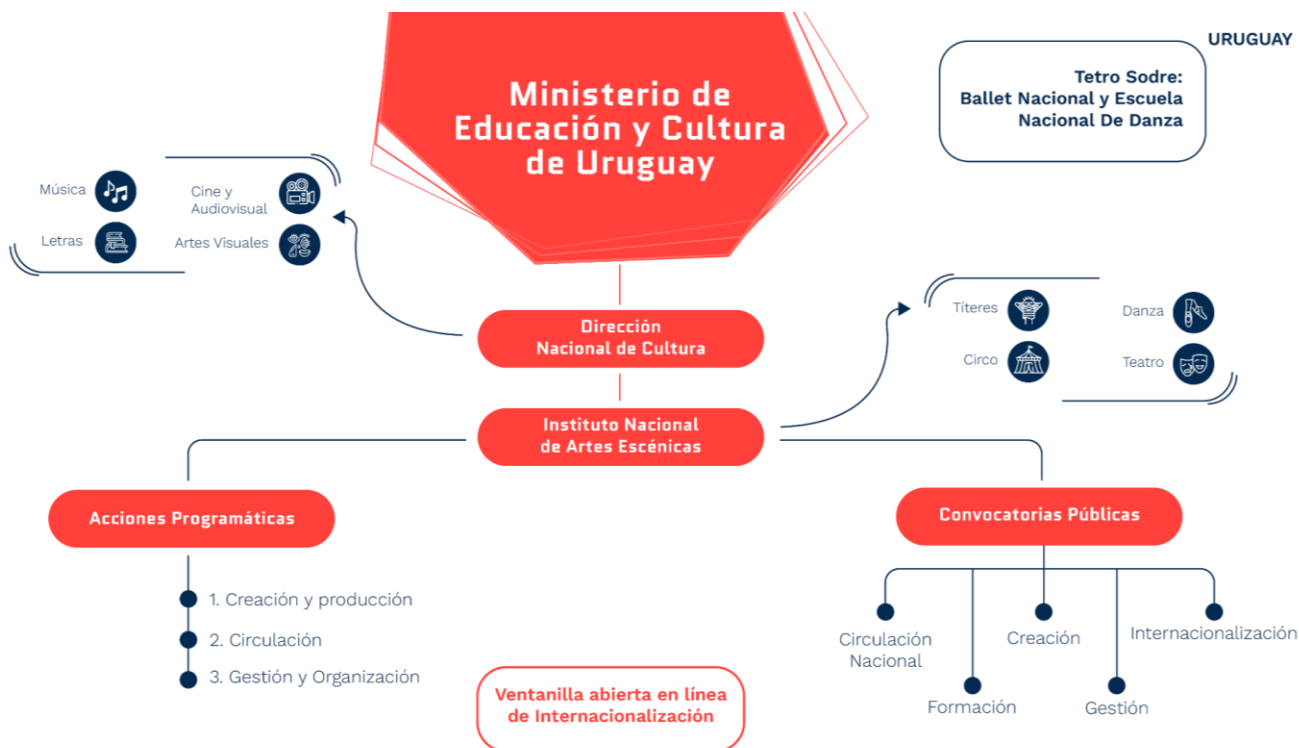 URUGUAY
Ministerio de
Educación y Cultura
de Uruguay
Tetro Sodre:
Ballet Nacional y Escuela
Nacional De Danza
Música
Cine y
Audiovisual
Letras
Artes Visuales
Dirección
Nacional de Cultura
Títeres
Danza
Circo
Teatro
Instituto Nacional
de Artes Escénicas
Acciones Programáticas
1. Creación y producción
2. Circulación
3. Gestión y Organización
Convocatorias Públicas
Circulación
Nacional
Creación
Internacionalización
Formación
Gestión
Ventanilla abierta en línea
de Internacionalización